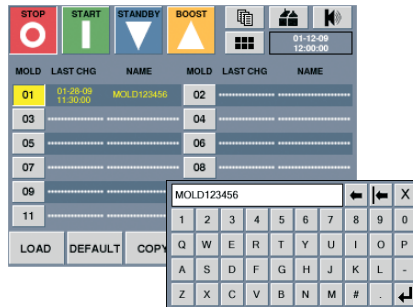 STOP START STANDBY BOOST
01-12-09
12:00:00
MOLD LAST CHG NAME MOLD LAST CHG NAME
01 01-28-09 11:30:00 MOLD123456 02
03 04
05 06
07 08
09
11
LOAD DEFAULT COPY
MOLD123456 X
1 2 3 4 5 6 7 8 9 0
Q W E R T Y U I O P
A S D F G H J K L -
Z X C V B N M # .